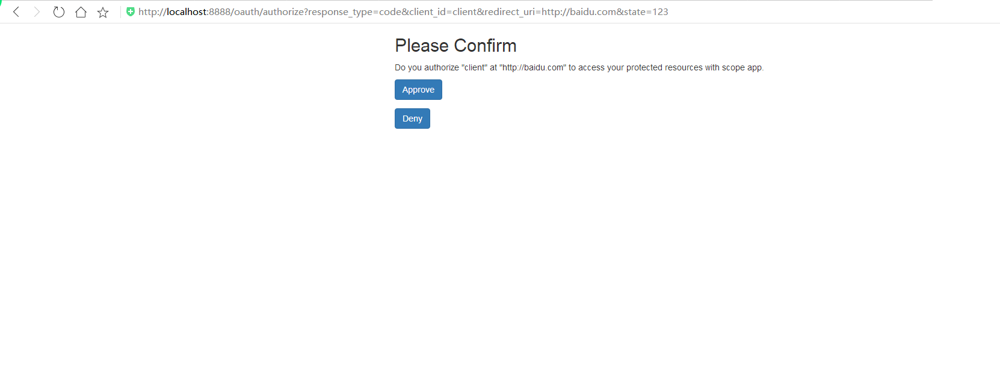 http://localhost:8888/oauth/authorize?response_type=code&client_id=client&redirect_uri=http://baidu.com&state=123
Please Confirm
Do you authorize "client" at "http://baidu.com" to access your protected resources with scope app.
Approve
Deny